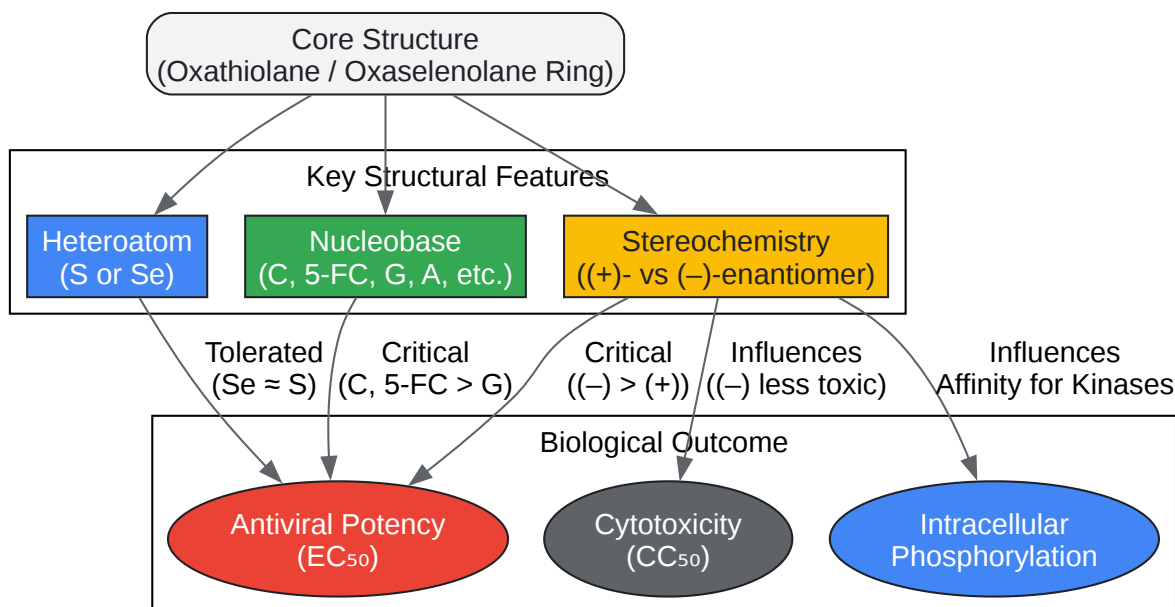 Core Structure
(Oxathiolane / Oxaselenolane Ring)
Key Structural Features
Heteroatom
(S or Se)
Nucleobase
(C, 5-FC, G, A, etc.)
Stereochemistry
((+)- vs (–)-enantiomer)
Tolerated
(Se ≈ S)
Critical
(C, 5-FC > G)
Critical
((–) > (+))
Influences
((–) less toxic)
Influences
Affinity for Kinases
Biological Outcome
Antiviral Potency
(EC₅₀)
Cytotoxicity
(CC₅₀)
Intracellular
Phosphorylation